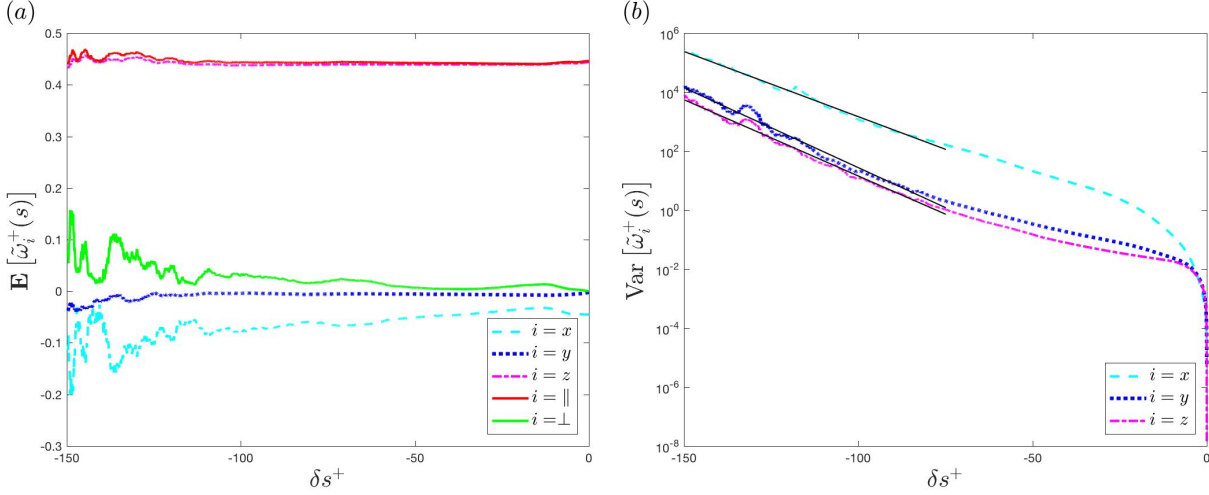 (a)
0.5
0.4
0.3
0.2
0.1
0
-0.1
-0.2
-0.3
-150
-100
-50
0
E [ω̃ᵢ⁺(s)]
δs⁺
i = x
i = y
i = z
i = ∥
i =⊥
(b)
10⁶
10⁴
10²
10⁰
10⁻²
10⁻⁴
10⁻⁶
10⁻⁸
-150
-100
-50
0
Var [ω̃ᵢ⁺(s)]
δs⁺
i = x
i = y
i = z